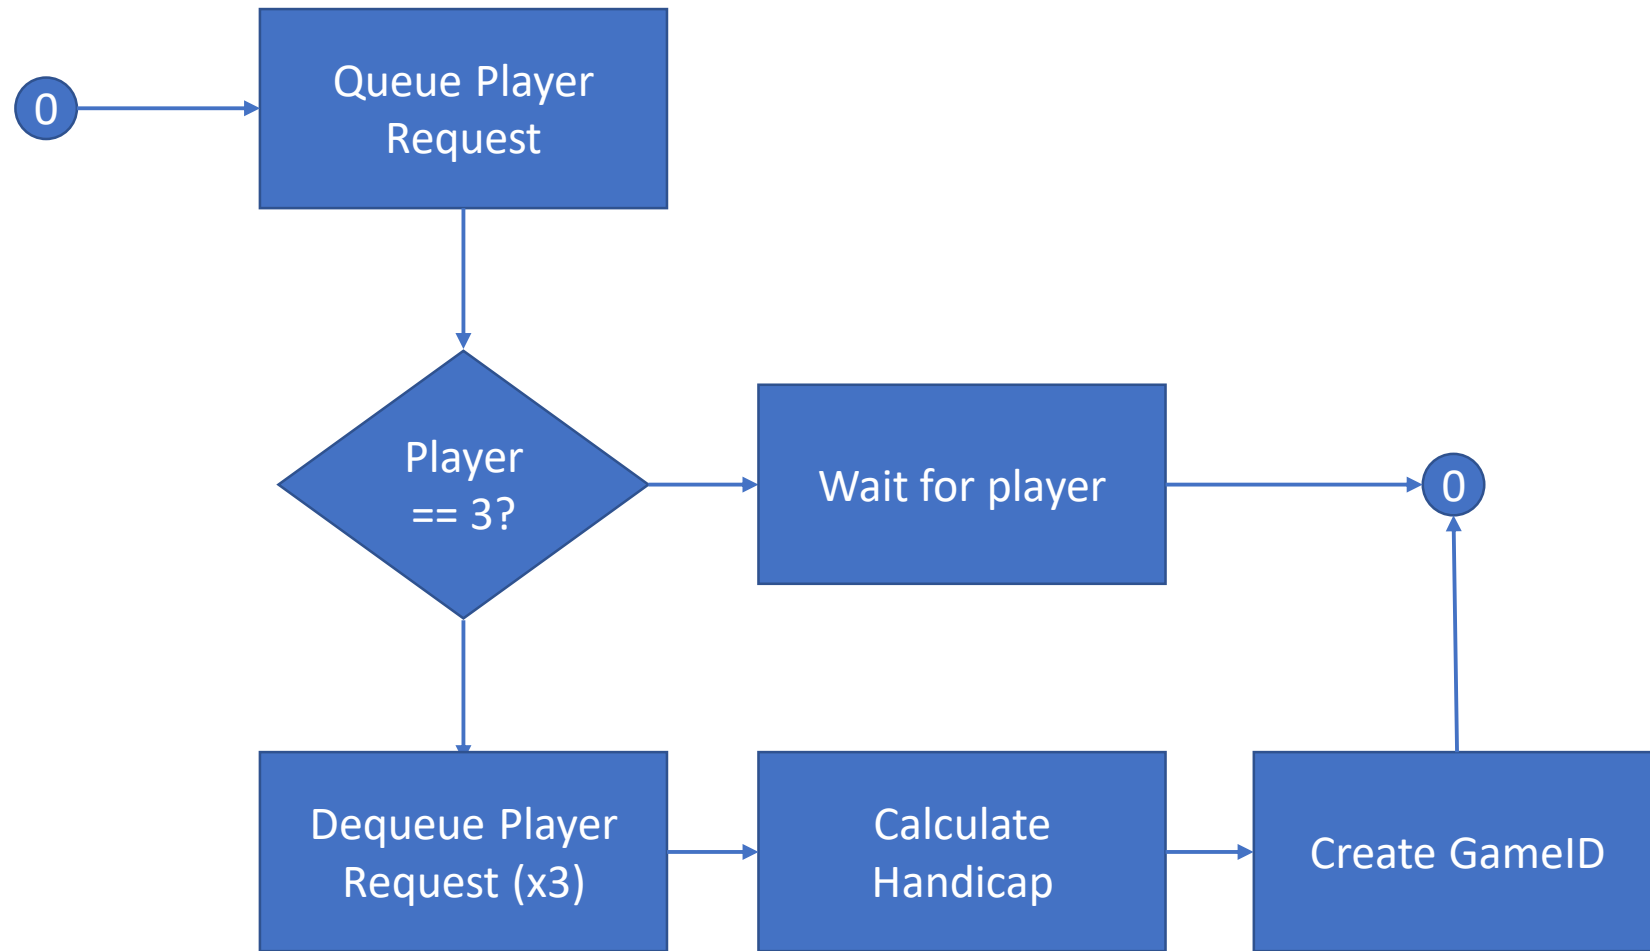 0
Queue Player
Request
Player
== 3?
Wait for player
0
Dequeue Player
Request (x3)
Calculate
Handicap
Create GameID